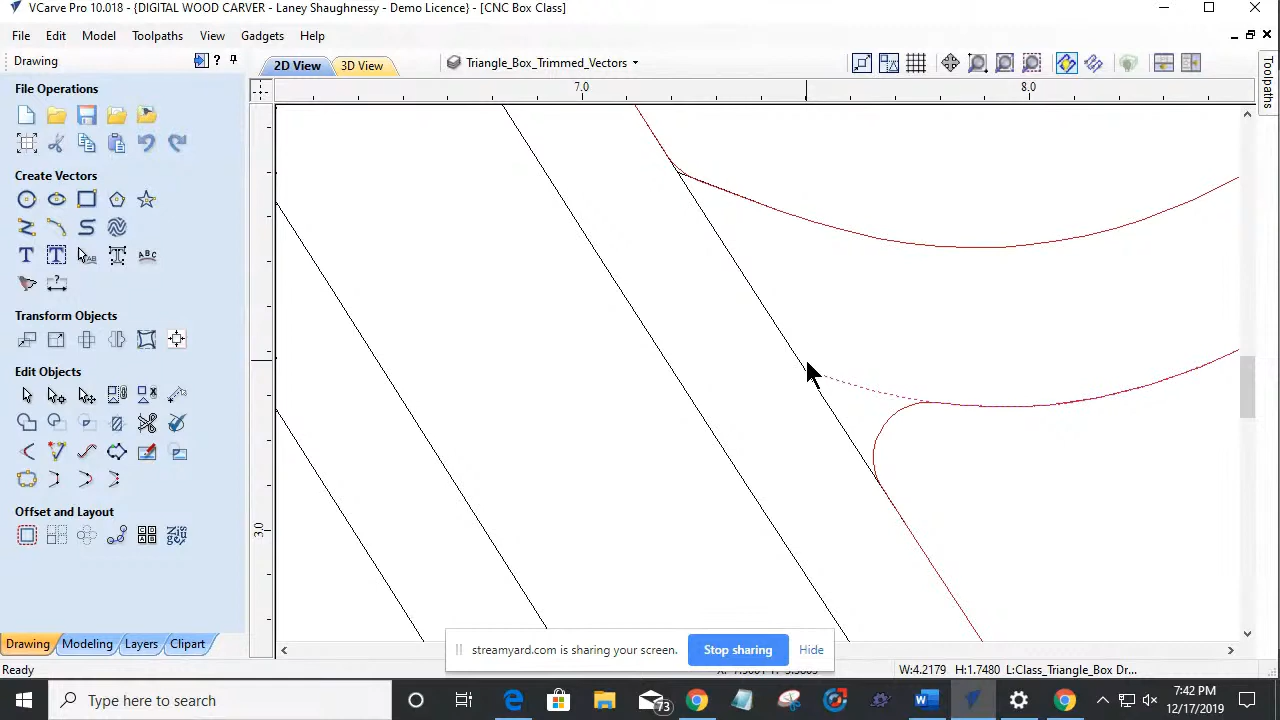 VCarve Pro 10.018 - {DIGITAL WOOD CARVER - Laney Shaughnessy - Demo Licence} - [CNC Box Class]
File Edit Model Toolpaths View Gadgets Help
Drawing
2D View 3D View Triangle_Box_Trimmed_Vectors
Toolpaths
7.0 8.0
File Operations
Create Vectors
Transform Objects
Edit Objects
Offset and Layout
3.0
Drawing Modeling Layers Clipart
streamyard.com is sharing your screen. Stop sharing Hide
Ready
W:4.2179 H:1.7480 L:Class_Triangle_Box Dr...
Type here to search
73
7:42 PM
12/17/2019